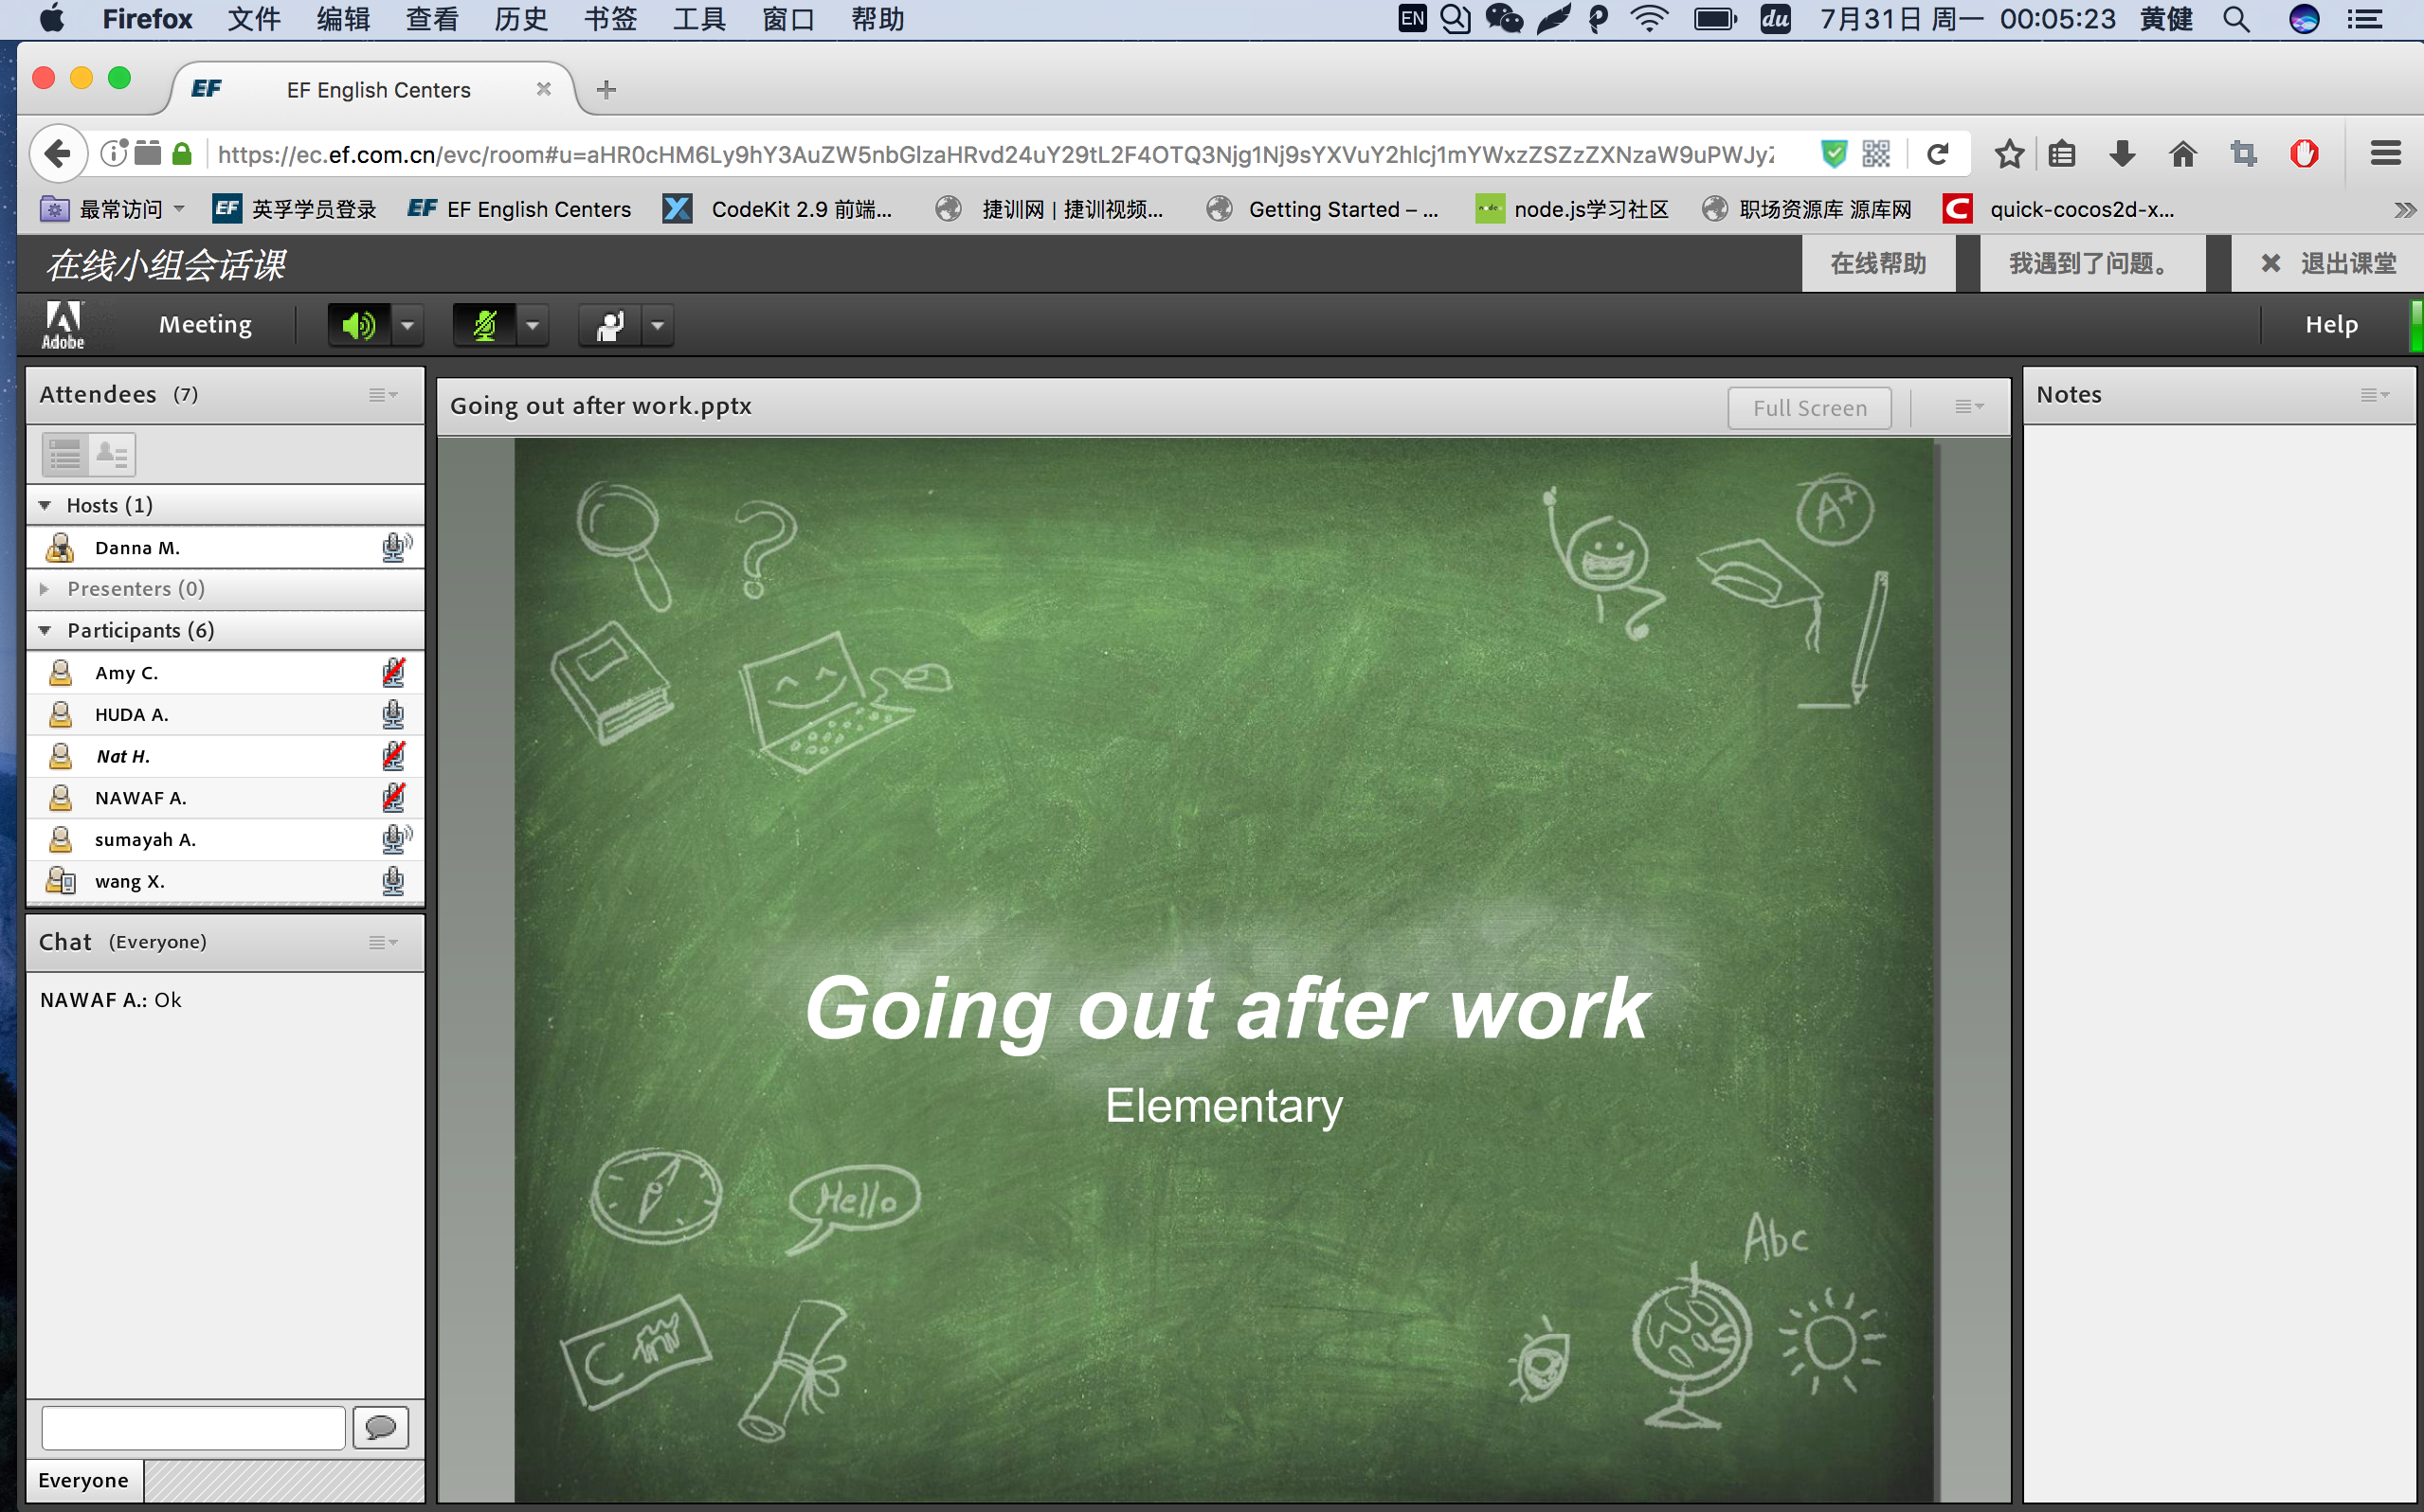 Firefox 文件 编辑 查看 历史 书签 工具 窗口 帮助 EN du 7月31日 周一 00:05:23 黄健
EF EF English Centers
https://ec.ef.com.cn/evc/room#u=
最常访问 EF 英孚学员登录 EF EF English Centers CodeKit 2.9 前端... 捷训网 | 捷训视频... Getting Started – ... node.js学习社区 职场资源库 源库网 quick-cocos2d-x...
在线小组会话课 在线帮助 我遇到了问题。 退出课堂
Adobe Meeting Help
Attendees (7)
Hosts (1)
Danna M.
Presenters (0)
Participants (6)
Amy C.
HUDA A.
Nat H.
NAWAF A.
sumayah A.
wang X.
Chat (Everyone)
NAWAF A.: Ok
Everyone
Going out after work.pptx Full Screen
A+
Going out after work
Elementary
Hello
Abc
C
Notes